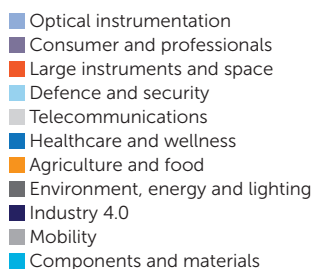 Optical instrumentation
Consumer and professionals
Large instruments and space
Defence and security
Telecommunications
Healthcare and wellness
Agriculture and food
Environment, energy and lighting
Industry 4.0
Mobility
Components and materials